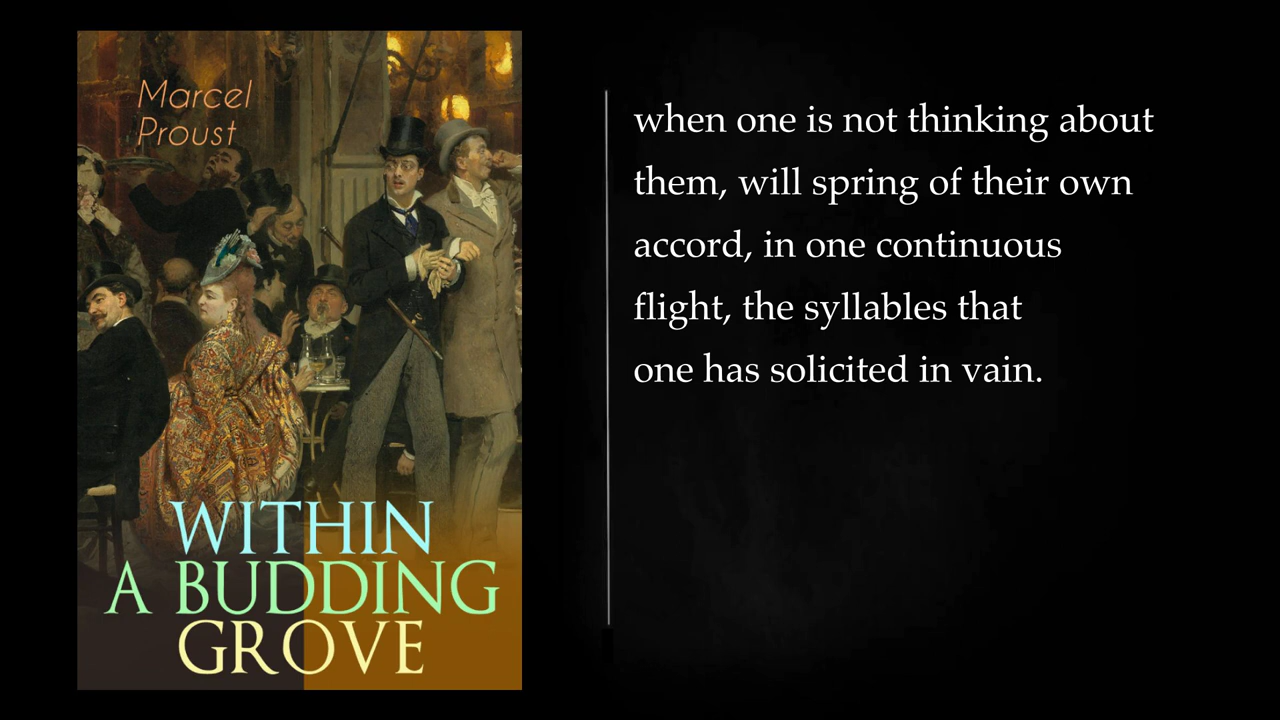 Marcel
Proust
WITHIN
A BUDDING
GROVE
when one is not thinking about
them, will spring of their own
accord, in one continuous
flight, the syllables that
one has solicited in vain.